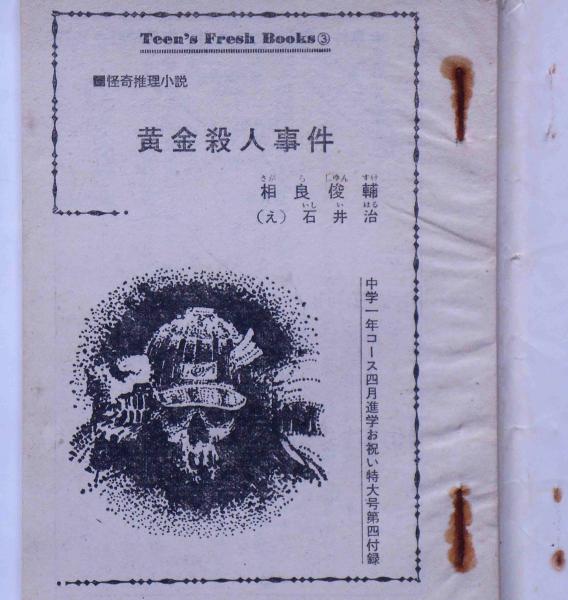 Teen's Fresh Books③
■怪奇推理小説
黄金殺人事件
さがらしゅんすけ
相良俊輔
いしいはる
(え)石井治
中学一年コース四月進学お祝い特大号第四付録